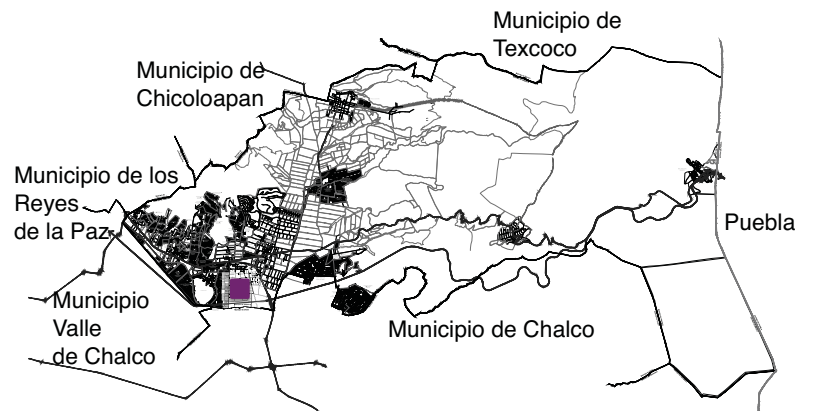 Municipio de
Texcoco
Municipio de
Chicoloapan
Municipio de los
Reyes
de la Paz
Puebla
Municipio
Valle
de Chalco
Municipio de Chalco